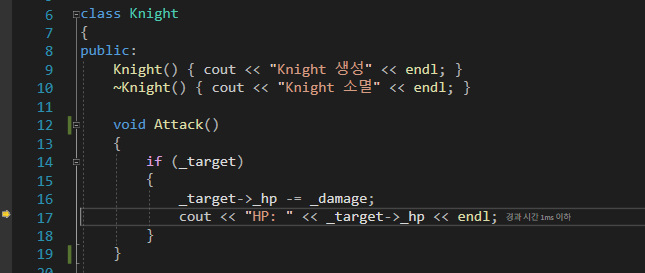 6 class Knight
7 {
8 public:
9 Knight() { cout << "Knight 생성" << endl; }
10 ~Knight() { cout << "Knight 소멸" << endl; }
11
12 void Attack()
13 {
14 if (_target)
15 {
16 _target->_hp -= _damage;
17 cout << "HP: " << _target->_hp << endl; 경과 시간 1ms 이하
18 }
19 }